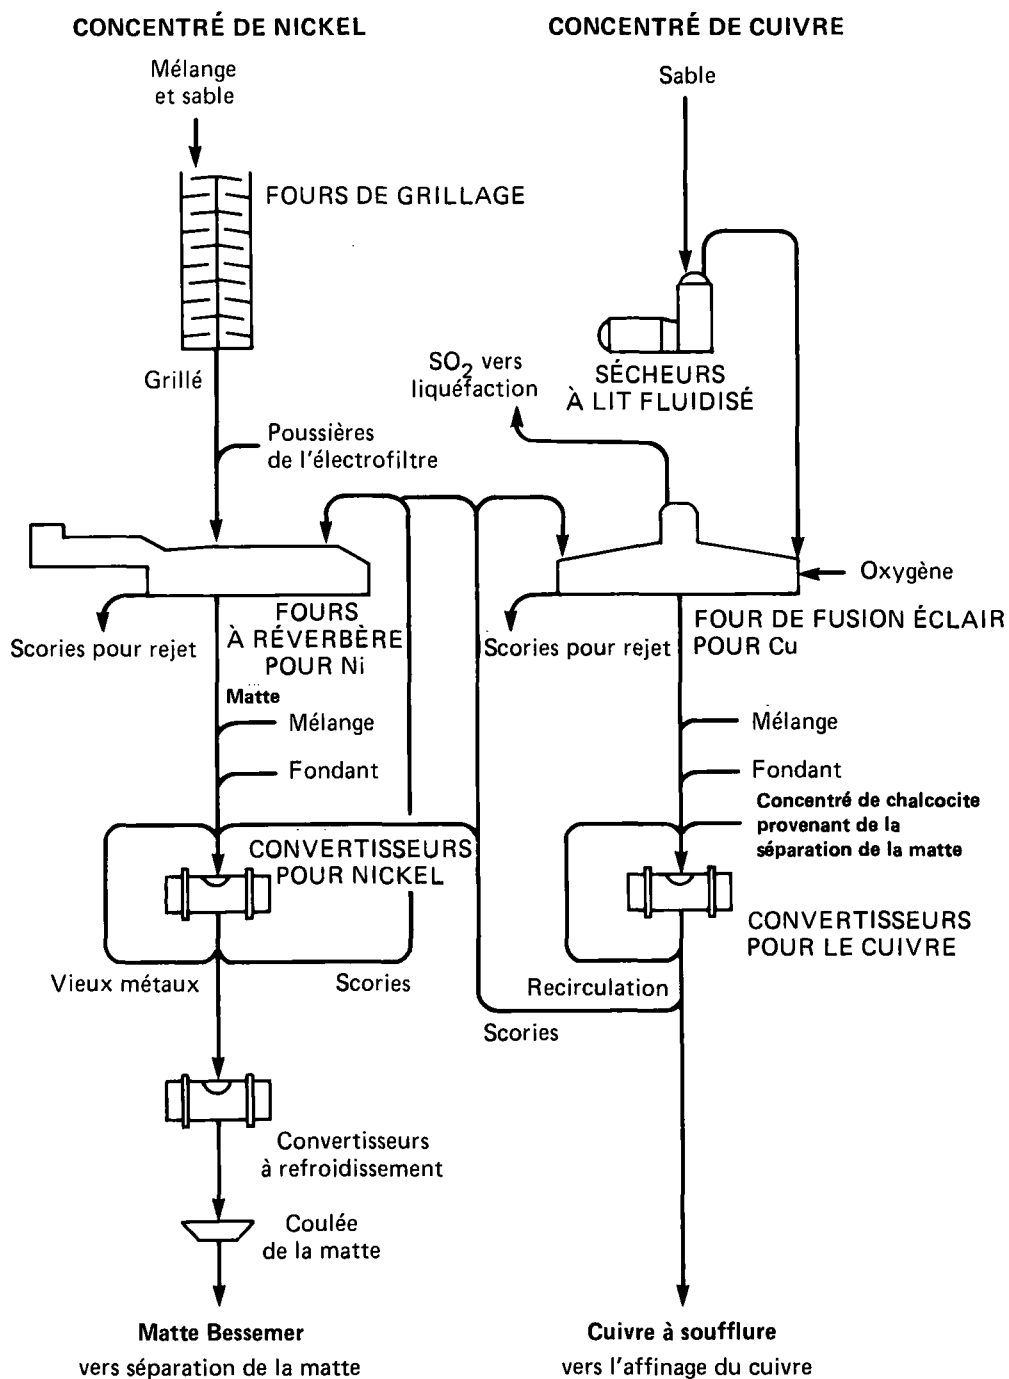 CONCENTRÉ DE NICKEL
CONCENTRÉ DE CUIVRE
Mélange
et sable
Sable
FOURS DE GRILLAGE
Grillé
SO2 vers
liquéfaction
SÉCHEURS
À LIT FLUIDISÉ
Poussières
de l'électrofiltre
Oxygène
Scories pour rejet
FOURS
À RÉVERBÈRE
POUR Ni
Scories pour rejet
FOUR DE FUSION ÉCLAIR
POUR Cu
Matte
Mélange
Fondant
Mélange
Fondant
Concentré de chalcocite
provenant de la
séparation de la matte
CONVERTISSEURS
POUR NICKEL
CONVERTISSEURS
POUR LE CUIVRE
Vieux métaux
Scories
Recirculation
Scories
Convertisseurs
à refroidissement
Coulée
de la matte
Matte Bessemer
vers séparation de la matte
Cuivre à soufflure
vers l'affinage du cuivre